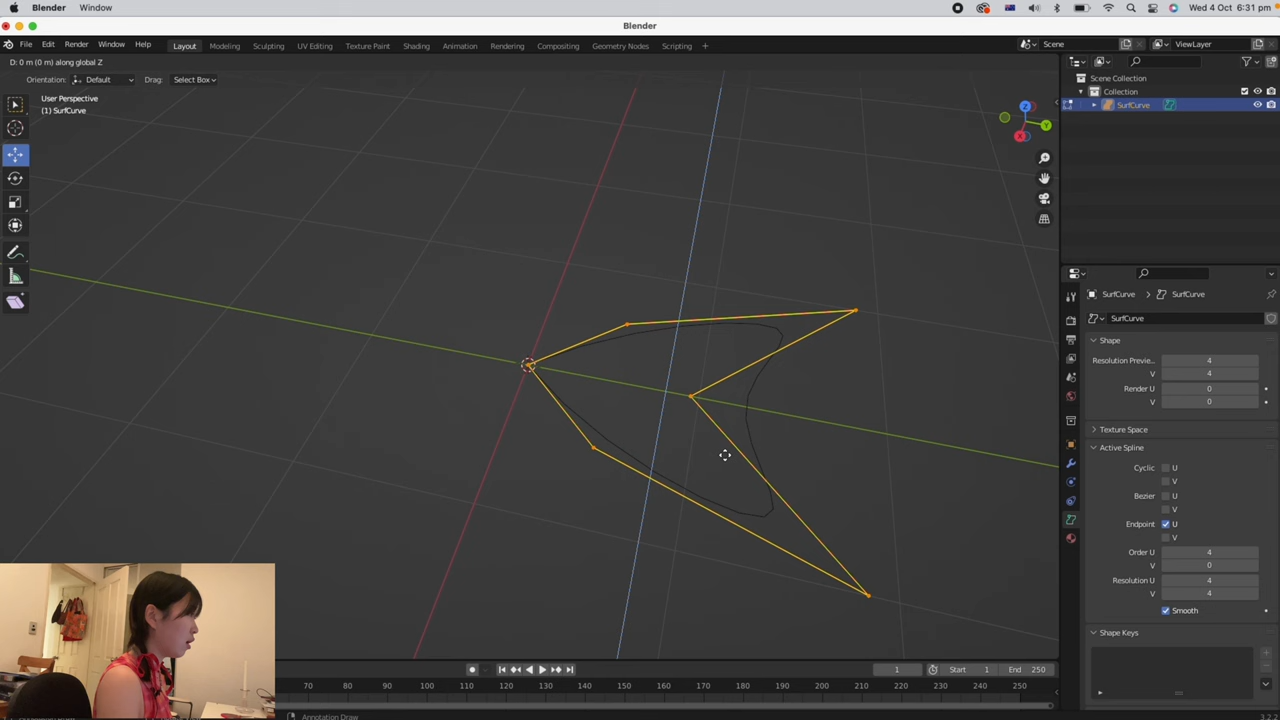 Blender Window Wed 4 Oct 6:31 pm
Blender
File Edit Render Window Help Layout Modeling Sculpting UV Editing Texture Paint Shading Animation Rendering Compositing Geometry Nodes Scripting + Scene ViewLayer
D: 0 m (0 m) along global Z
Orientation: Default Drag: Select Box
User Perspective
(1) SurfCurve
Z
Y
X
Scene Collection
Collection
SurfCurve
SurfCurve SurfCurve
SurfCurve
Shape
Resolution Previe... 4
V 4
Render U 0
V 0
Texture Space
Active Spline
Cyclic U
V
Bezier U
V
Endpoint U
V
Order U 4
V 0
Resolution U 4
V 4
Smooth
Shape Keys
1 Start 1 End 250
70 80 90 100 110 120 130 140 150 160 170 180 190 200 210 220 230 240 250
Annotation Draw
3.2.2